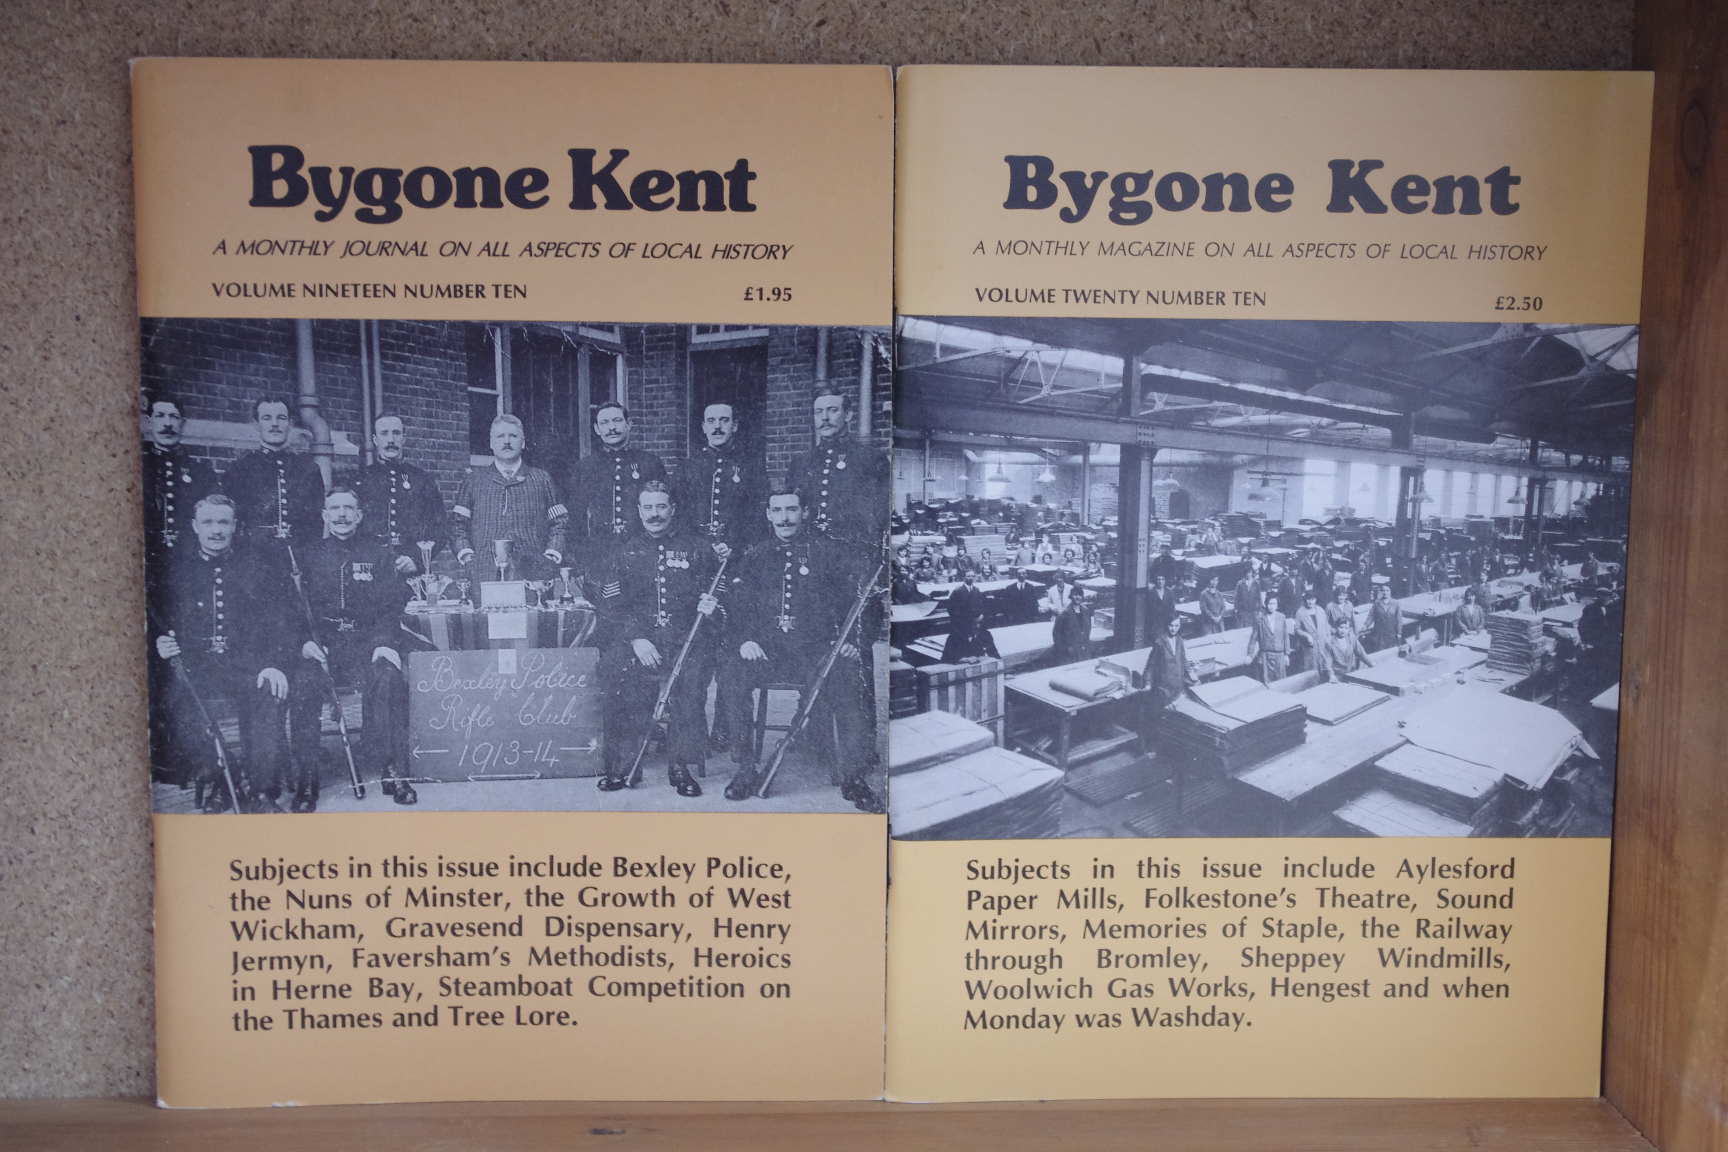 Bygone Kent
A MONTHLY JOURNAL ON ALL ASPECTS OF LOCAL HISTORY
VOLUME NINETEEN NUMBER TEN £1.95
Bexley Police
Rifle Club
1913-14
Subjects in this issue include Bexley Police,
the Nuns of Minster, the Growth of West
Wickham, Gravesend Dispensary, Henry
Jermyn, Faversham's Methodists, Heroics
in Herne Bay, Steamboat Competition on
the Thames and Tree Lore.
Bygone Kent
A MONTHLY MAGAZINE ON ALL ASPECTS OF LOCAL HISTORY
VOLUME TWENTY NUMBER TEN £2.50
Subjects in this issue include Aylesford
Paper Mills, Folkestone's Theatre, Sound
Mirrors, Memories of Staple, the Railway
through Bromley, Sheppey Windmills,
Woolwich Gas Works, Hengest and when
Monday was Washday.